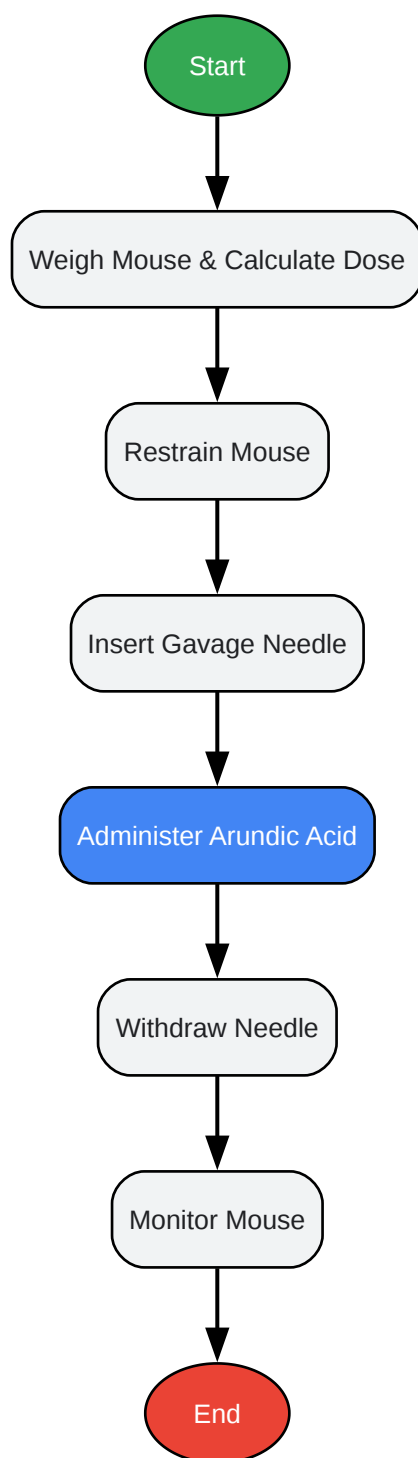 Start
Weigh Mouse & Calculate Dose
Restrain Mouse
Insert Gavage Needle
Administer Arundic Acid
Withdraw Needle
Monitor Mouse
End